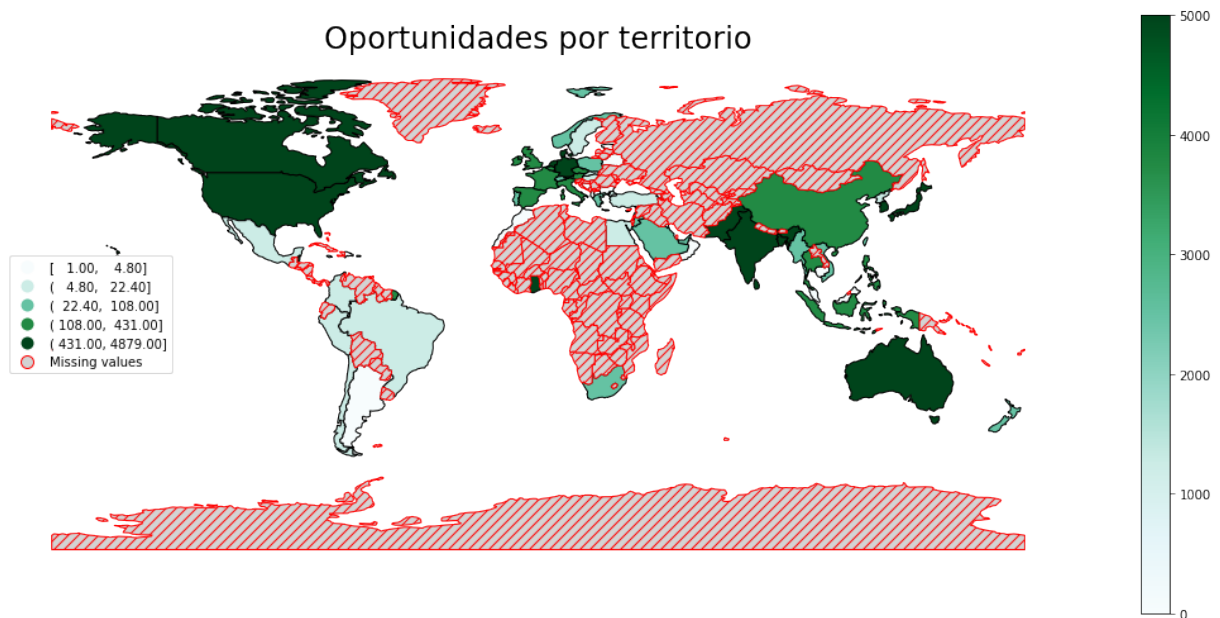 Oportunidades por territorio
[   1.00,    4.80]
(   4.80,   22.40]
(  22.40,  108.00]
(108.00,  431.00]
( 431.00, 4879.00]
Missing values
5000
4000
3000
2000
1000
0